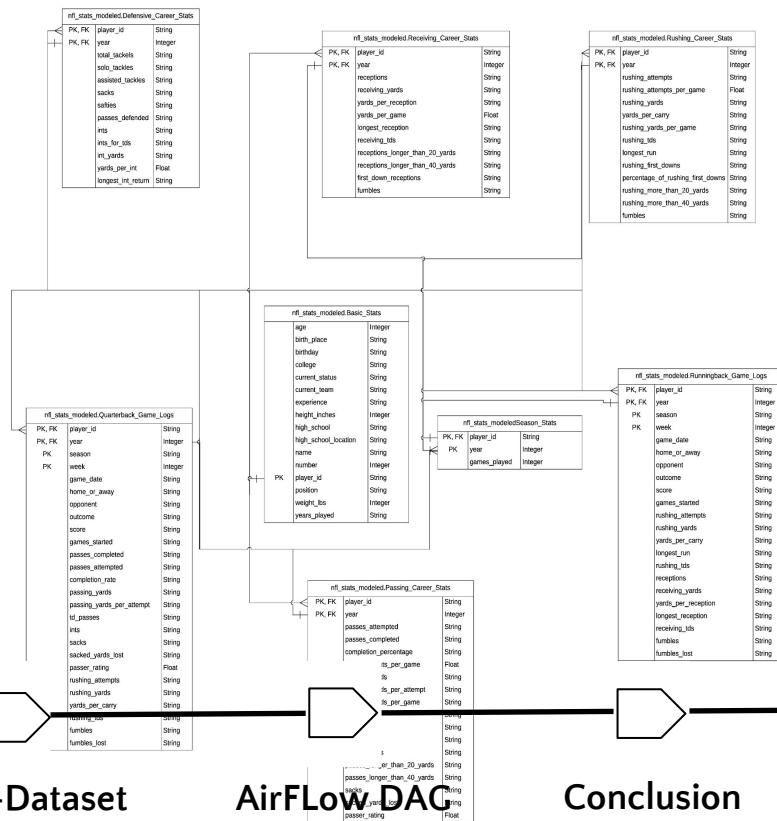 nfl_stats_modeled.Defensive_Career_Stats
PK, FK player_id String
PK, FK year Integer
total_tackels String
solo_tackles String
assisted_tackles String
sacks String
safties String
passes_defended String
ints String
ints_for_tds String
int_yards String
yards_per_int Float
longest_int_return String
nfl_stats_modeled.Receiving_Career_Stats
PK, FK player_id String
PK, FK year Integer
receptions String
receiving_yards String
yards_per_reception String
yards_per_game Float
longest_reception String
receiving_tds String
receptions_longer_than_20_yards String
receptions_longer_than_40_yards String
first_down_receptions String
fumbles String
nfl_stats_modeled.Rushing_Career_Stats
PK, FK player_id String
PK, FK year Integer
rushing_attempts String
rushing_attempts_per_game Float
rushing_yards String
yards_per_carry String
rushing_yards_per_game String
rushing_tds String
longest_run String
rushing_first_downs String
percentage_of_rushing_first_downs String
rushing_more_than_20_yards String
rushing_more_than_40_yards String
fumbles String
nfl_stats_modeled.Basic_Stats
age Integer
birth_place String
birthday String
college String
current_status String
current_team String
experience String
height_inches Integer
high_school String
high_school_location String
name String
number Integer
PK player_id String
position String
weight_lbs Integer
years_played String
nfl_stats_modeledSeason_Stats
PK, FK player_id String
PK year Integer
games_played Integer
nfl_stats_modeled.Runningback_Game_Logs
PK, FK player_id String
PK, FK year Integer
PK season String
PK week Integer
game_date String
home_or_away String
opponent String
outcome String
score String
games_started String
rushing_attempts String
rushing_yards String
yards_per_carry String
longest_run String
rushing_tds String
receptions String
receiving_yards String
yards_per_reception String
longest_reception String
receiving_tds String
fumbles String
fumbles_lost String
nfl_stats_modeled.Quarterback_Game_Logs
PK, FK player_id String
PK, FK year Integer
PK season String
PK week Integer
game_date String
home_or_away String
opponent String
outcome String
score String
games_started String
passes_completed String
passes_attempted String
completion_rate String
passing_yards String
passing_yards_per_attempt String
td_passes String
ints String
sacks String
sacked_yards_lost String
passer_rating Float
rushing_attempts String
rushing_yards String
yards_per_carry String
rushing_tds String
fumbles String
fumbles_lost String
nfl_stats_modeled.Passing_Career_Stats
PK, FK player_id String
PK, FK year Integer
passes_attempted String
passes_completed String
completion_percentage String
ts_per_game Float
ds String
ds_per_attempt String
ds_per_game String
String
String
String
s String
er_than_20_yards String
passes_longer_than_40_yards String
sacks String
String
passer_rating Float
-Dataset
AirFLow DAG
Conclusion